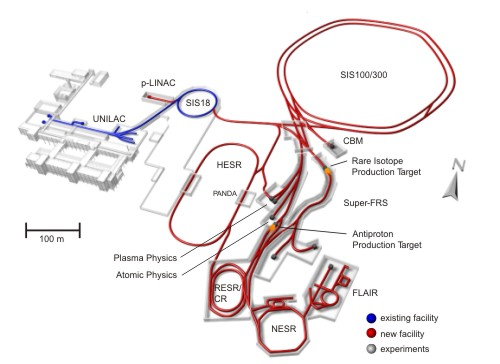 SIS100/300
p-LINAC
SIS18
UNILAC
CBM
HESR
Rare Isotope
Production Target
N
PANDA
Super-FRS
100 m
Antiproton
Production Target
Plasma Physics
Atomic Physics
RESR/
CR
FLAIR
NESR
existing facility
new facility
experiments